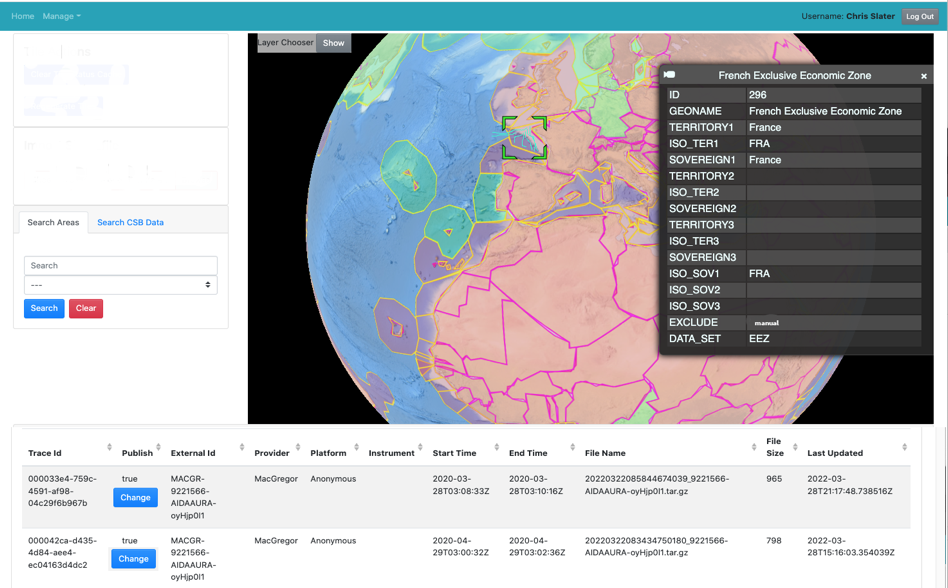 Home Manage Username: Chris Slater Log Out
Layer Chooser Show
French Exclusive Economic Zone ×
ID 296
GEONAME French Exclusive Economic Zone
TERRITORY1 France
ISO_TER1 FRA
SOVEREIGN1 France
TERRITORY2
ISO_TER2
SOVEREIGN2
TERRITORY3
ISO_TER3
SOVEREIGN3
ISO_SOV1 FRA
ISO_SOV2
ISO_SOV3
EXCLUDE manual
DATA_SET EEZ
Search Areas Search CSB Data
Search
---
Search Clear
Trace Id Publish External Id Provider Platform Instrument Start Time End Time File Name File Size Last Updated
000033e4-759c-
4591-af98-
04c29f6b967b
true
Change
MACGR-
9221566-
AIDAAURA-
oyHjp0I1
MacGregor
Anonymous
2020-03-
28T03:08:33Z
2020-03-
28T03:10:16Z
20220322085844674039_9221566-
AIDAAURA-oyHjp0I1.tar.gz
965
2022-03-
28T21:17:48.738516Z
000042ca-d435-
4d84-aee4-
ec04163d4dc2
true
Change
MACGR-
9221566-
AIDAAURA-
oyHjp0I1
MacGregor
Anonymous
2020-04-
29T03:00:32Z
2020-04-
29T03:02:36Z
20220322083434750180_9221566-
AIDAAURA-oyHjp0I1.tar.gz
798
2022-03-
28T15:16:03.354039Z